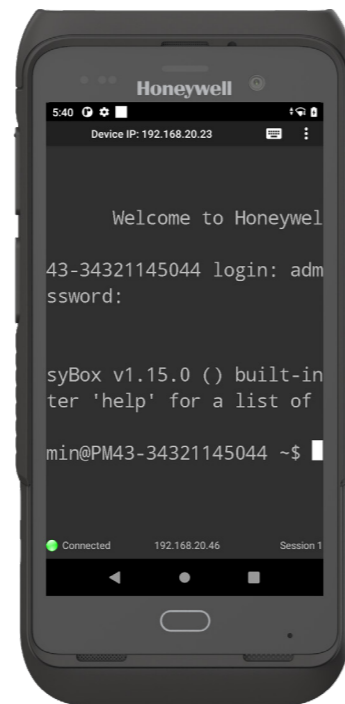 Honeywell
5:40
Device IP: 192.168.20.23
Welcome to Honeywel
43-34321145044 login: adm
ssword:
syBox v1.15.0 () built-in
ter 'help' for a list of
min@PM43-34321145044 ~$
Connected 192.168.20.46 Session 1